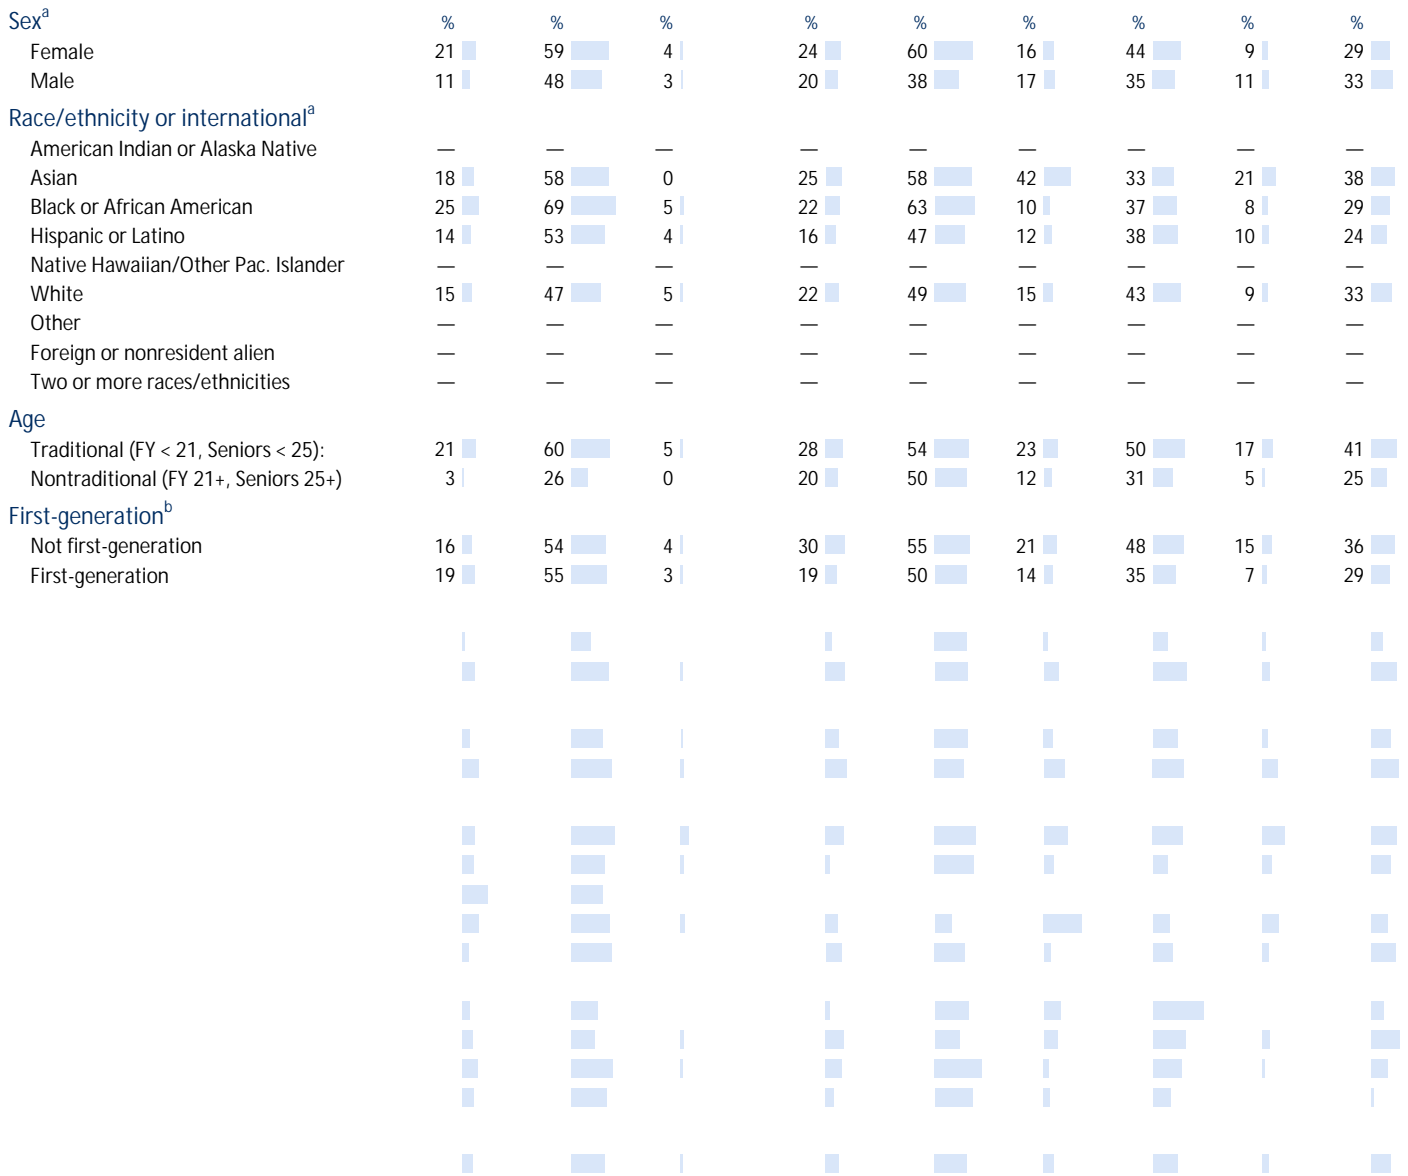 Sexa % % % % % % % % %
Female 21 59 4 24 60 16 44 9 29
Male 11 48 3 20 38 17 35 11 33
Race/ethnicity or internationala
American Indian or Alaska Native — — — — — — — — —
Asian 18 58 0 25 58 42 33 21 38
Black or African American 25 69 5 22 63 10 37 8 29
Hispanic or Latino 14 53 4 16 47 12 38 10 24
Native Hawaiian/Other Pac. Islander — — — — — — — — —
White 15 47 5 22 49 15 43 9 33
Other — — — — — — — — —
Foreign or nonresident alien — — — — — — — — —
Two or more races/ethnicities — — — — — — — — —
Age
Traditional (FY < 21, Seniors < 25): 21 60 5 28 54 23 50 17 41
Nontraditional (FY 21+, Seniors 25+) 3 26 0 20 50 12 31 5 25
First-generationb
Not first-generation 16 54 4 30 55 21 48 15 36
First-generation 19 55 3 19 50 14 35 7 29